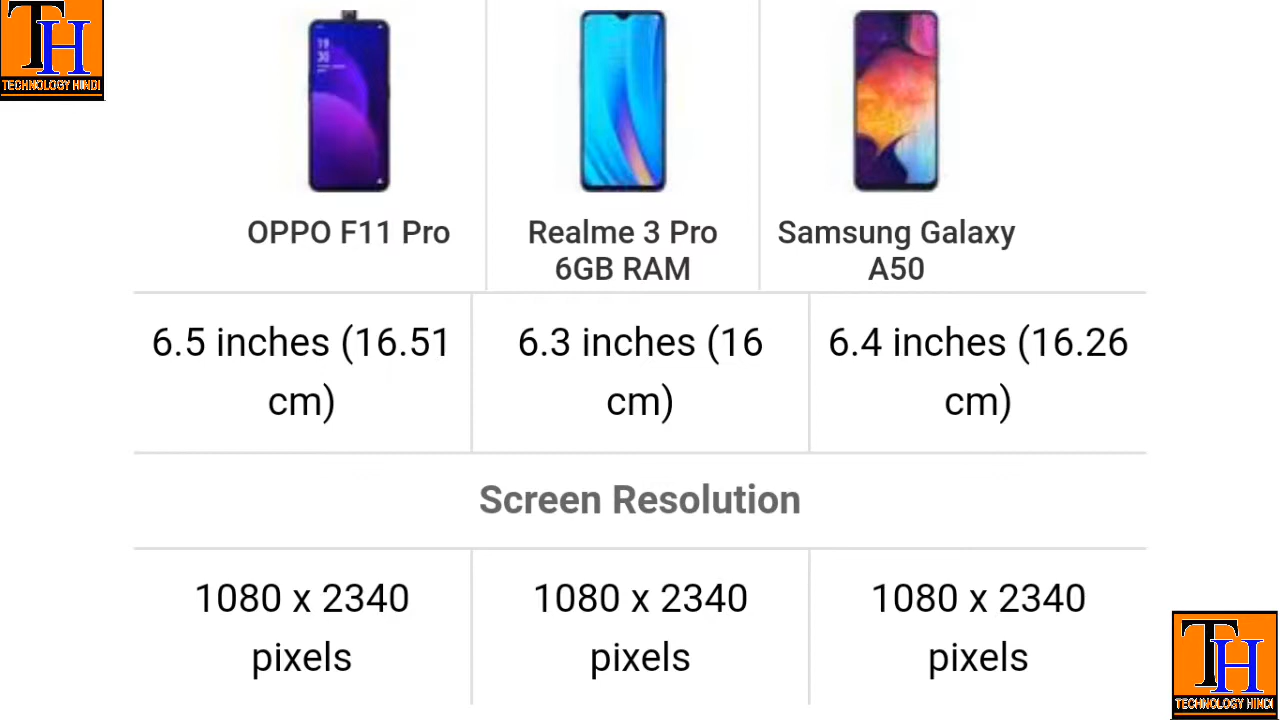 TH
TECHNOLOGY HINDI
19
30
OPPO F11 Pro
Realme 3 Pro
6GB RAM
Samsung Galaxy
A50
6.5 inches (16.51
cm)
6.3 inches (16
cm)
6.4 inches (16.26
cm)
Screen Resolution
1080 x 2340
pixels
1080 x 2340
pixels
1080 x 2340
pixels
TH
TECHNOLOGY HINDI